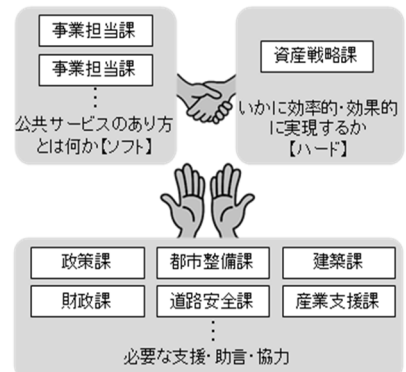 事業担当課
事業担当課
⋮
公共サービスのあり方
とは何か【ソフト】
資産戦略課
いかに効率的・効果的
に実現するか
【ハード】
政策課
都市整備課
建築課
財政課
道路安全課
産業支援課
⋮
必要な支援・助言・協力